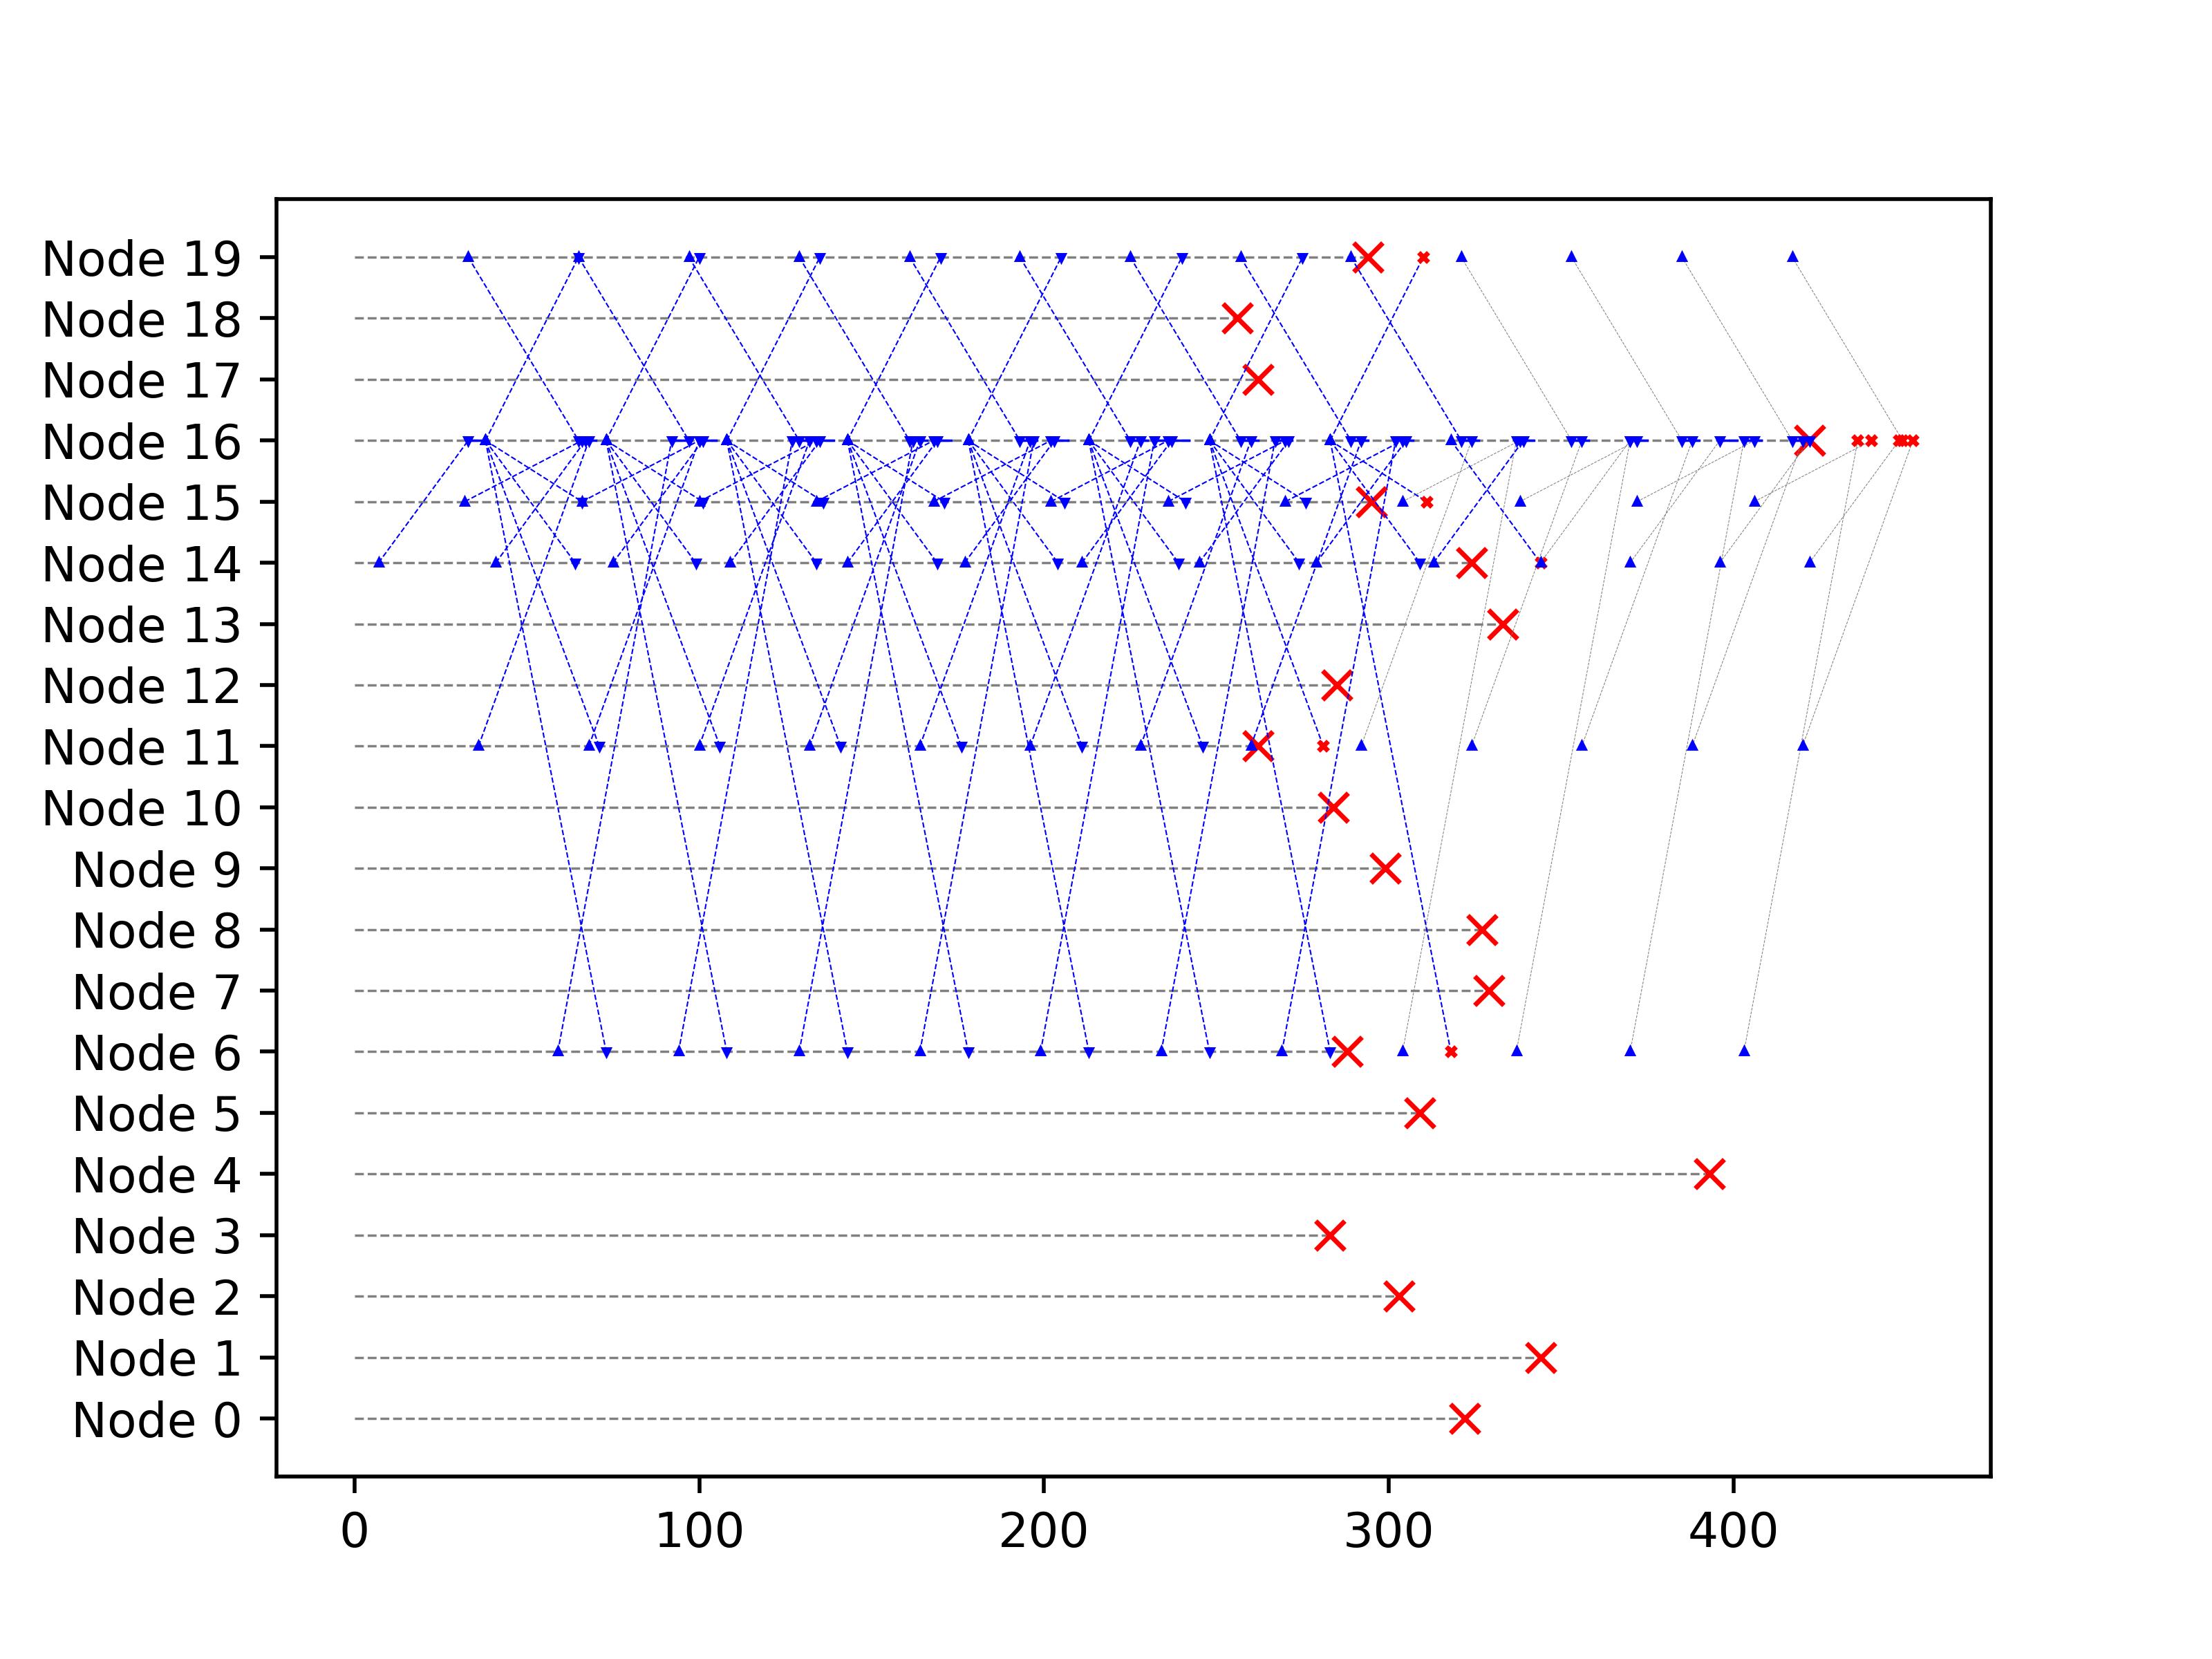 Node 19
Node 18
Node 17
Node 16
Node 15
Node 14
Node 13
Node 12
Node 11
Node 10
Node 9
Node 8
Node 7
Node 6
Node 5
Node 4
Node 3
Node 2
Node 1
Node 0
0 100 200 300 400